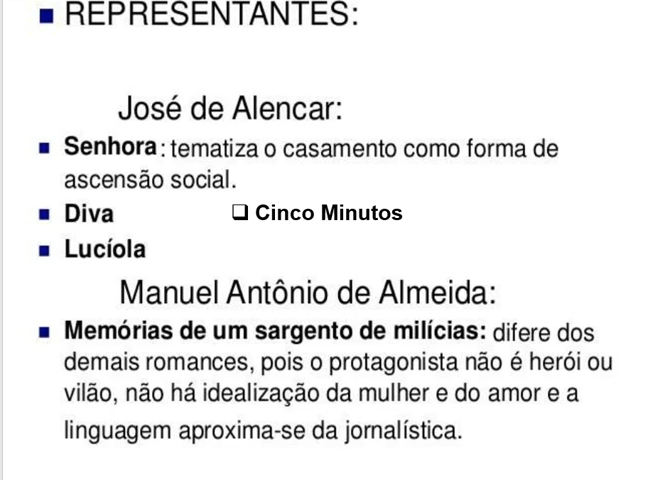 REPRESENTANTES:
José de Alencar:
Senhora: tematiza o casamento como forma de
ascensão social.
Diva
Cinco Minutos
Lucíola
Manuel Antônio de Almeida:
Memórias de um sargento de milícias: difere dos
demais romances, pois o protagonista não é herói ou
vilão, não há idealização da mulher e do amor e a
linguagem aproxima-se da jornalística.